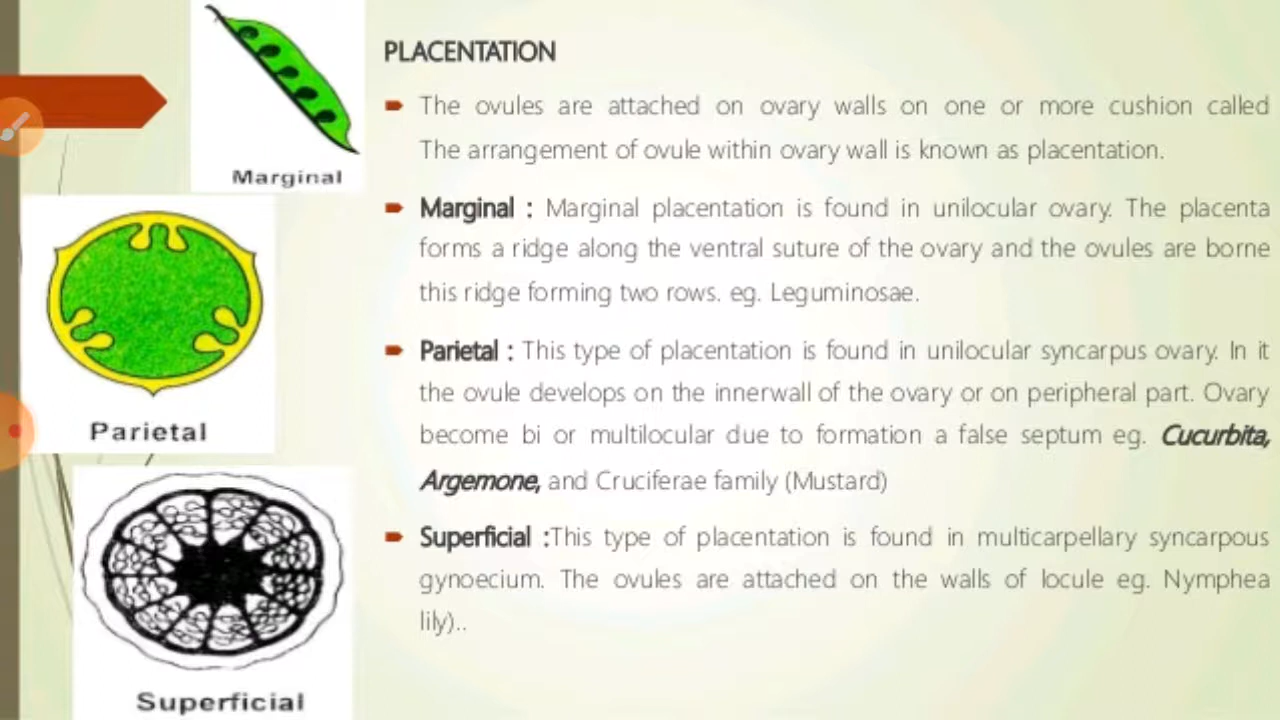 PLACENTATION
The ovules are attached on ovary walls on one or more cushion called
The arrangement of ovule within ovary wall is known as placentation.
Marginal : Marginal placentation is found in unilocular ovary. The placenta
forms a ridge along the ventral suture of the ovary and the ovules are borne
this ridge forming two rows. eg. Leguminosae.
Parietal : This type of placentation is found in unilocular syncarpus ovary. In it
the ovule develops on the innerwall of the ovary or on peripheral part. Ovary
become bi or multilocular due to formation a false septum eg. Cucurbita,
Argemone, and Cruciferae family (Mustard)
Superficial :This type of placentation is found in multicarpellary syncarpous
gynoecium. The ovules are attached on the walls of locule eg. Nymphea
lily)..
Marginal
Parietal
Superficial